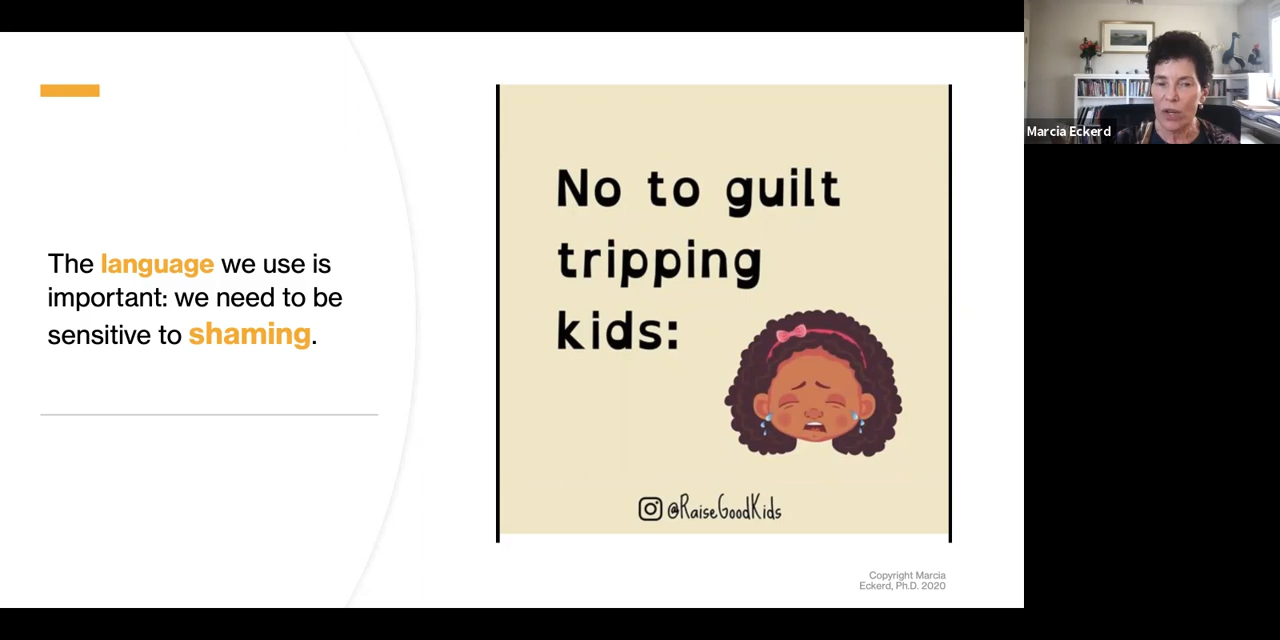 The language we use is
important: we need to be
sensitive to shaming.
No to guilt
tripping
kids:
@RaiseGoodKids
Copyright Marcia
Eckerd, Ph.D. 2020
Marcia Eckerd